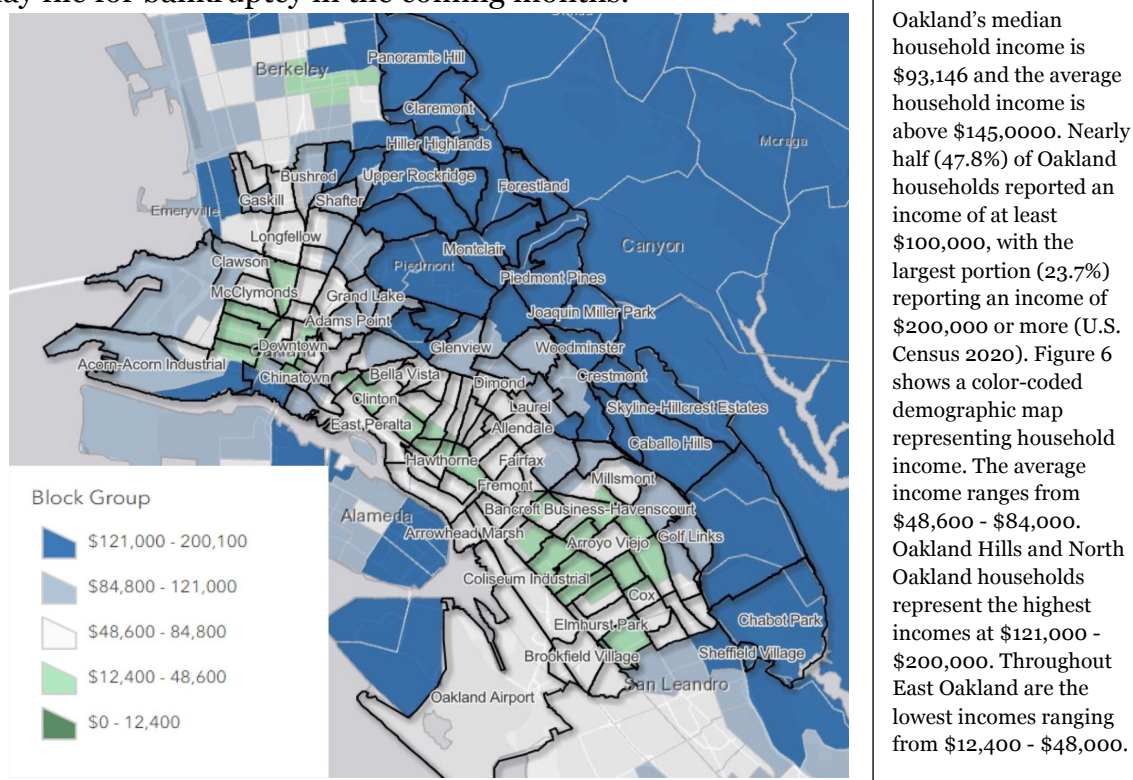 ay file for bankruptcy in the coming months.
Panoramic Hill
Berkeley
Claremont
Moraga
Hiller Highlands
Bushrod
Upper Rockridge
Forestland
Gaskill
Shafter
Emeryville
Longfellow
Montclair
Canyon
Clawson
Piedmont
Piedmont Pines
McClymonds
Grand Lake
Joaquin Miller Park
Adams Point
Downtown
Glenview
Woodminster
Acorn-Acorn Industrial
Chinatown
Bella Vista
Dimond
Crestmont
Clinton
Laurel
Skyline-Hillcrest Estates
East Peralta
Allendale
Caballo Hills
Hawthorne
Fairfax
Fremont
Millsmont
Bancroft Business-Havenscourt
Alameda
Arrowhead Marsh
Arroyo Viejo
Golf Links
Coliseum Industrial
Cox
Elmhurst Park
Chabot Park
Brookfield Village
Sheffield Village
San Leandro
Oakland Airport
Block Group
$121,000 - 200,100
$84,800 - 121,000
$48,600 - 84,800
$12,400 - 48,600
$0 - 12,400
Oakland’s median
household income is
$93,146 and the average
household income is
above $145,0000. Nearly
half (47.8%) of Oakland
households reported an
income of at least
$100,000, with the
largest portion (23.7%)
reporting an income of
$200,000 or more (U.S.
Census 2020). Figure 6
shows a color-coded
demographic map
representing household
income. The average
income ranges from
$48,600 - $84,000.
Oakland Hills and North
Oakland households
represent the highest
incomes at $121,000 -
$200,000. Throughout
East Oakland are the
lowest incomes ranging
from $12,400 - $48,000.